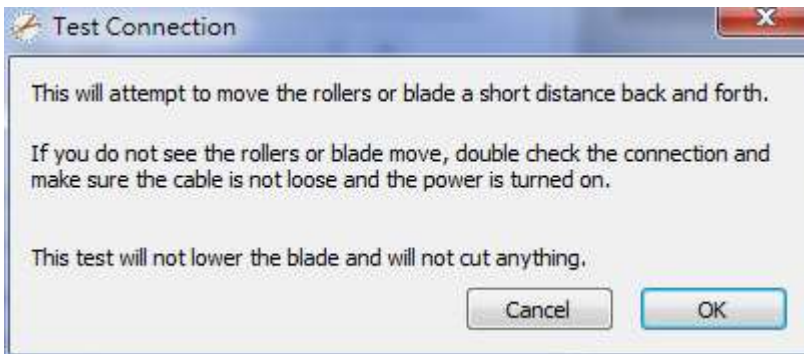 Test Connection
This will attempt to move the rollers or blade a short distance back and forth.
If you do not see the rollers or blade move, double check the connection and
make sure the cable is not loose and the power is turned on.
This test will not lower the blade and will not cut anything.
Cancel
OK